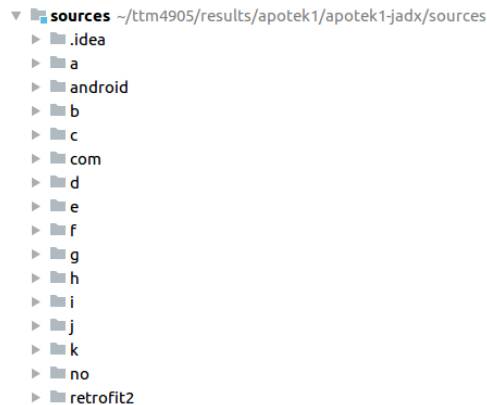 sources ~/ttm4905/results/apotek1/apotek1-jadx/sources
.idea
a
android
b
c
com
d
e
f
g
h
i
j
k
no
retrofit2